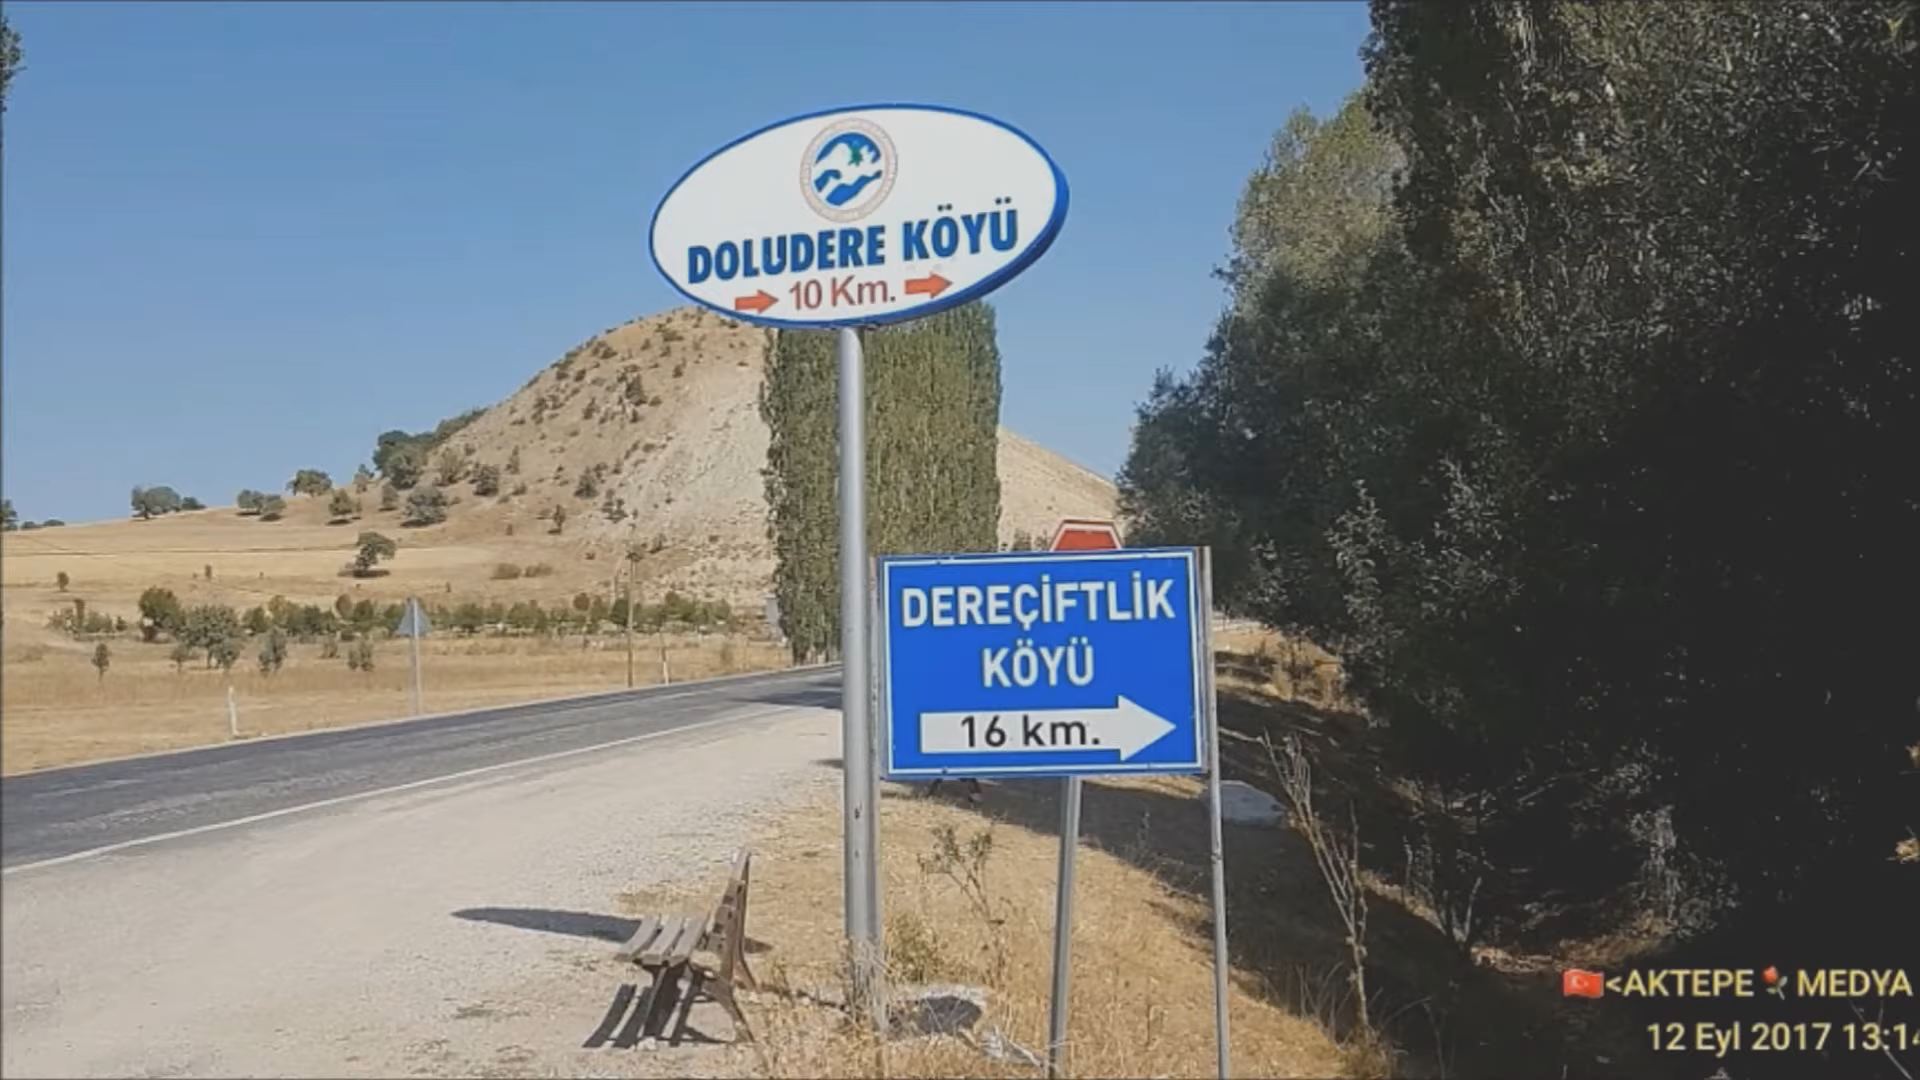 DOLUDERE KÖYÜ
10 Km.
DEREÇİFTLİK
KÖYÜ
16 km.
<AKTEPE MEDYA
12 Eyl 2017 13:14